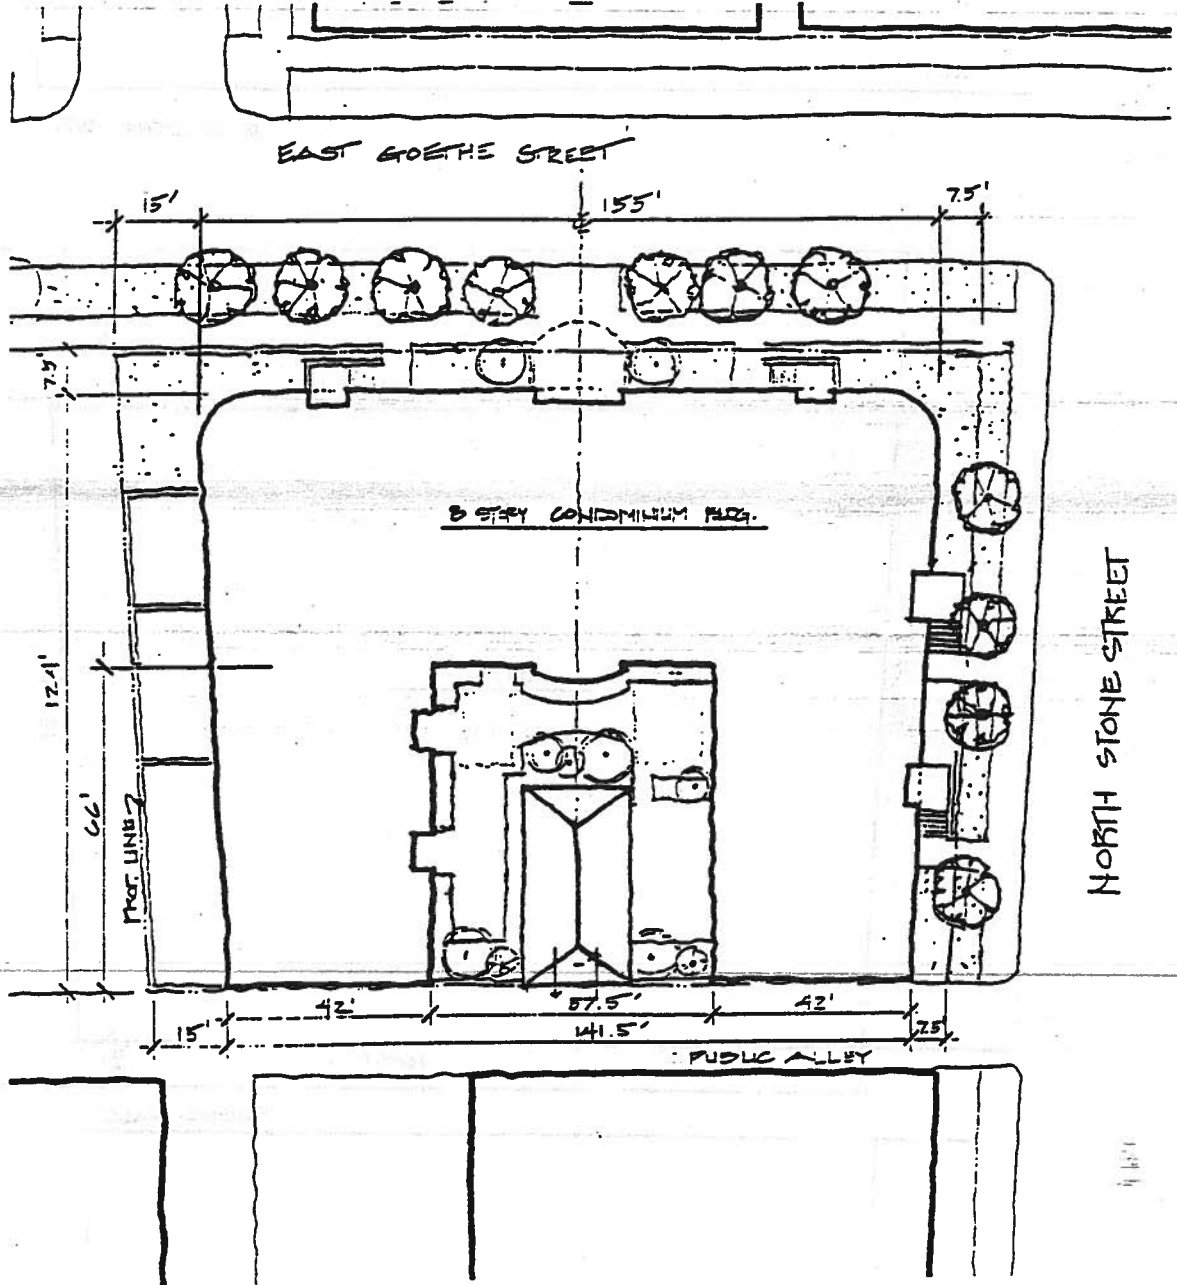 EAST GOETHE STREET
15'
155'
7.5'
7.5'
8 STORY CONDOMINIUM BLDG.
NORTH STONE STREET
124'
66'
PROP. LINE
42'
57.5'
42'
15'
141.5'
7.5'
PUBLIC ALLEY